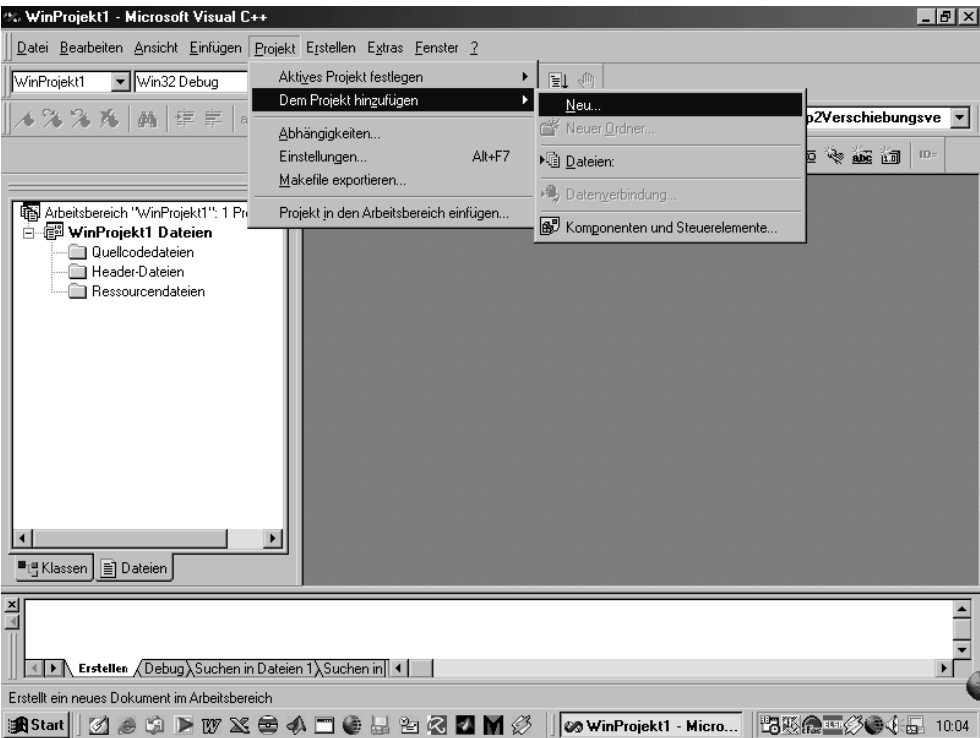 WinProjekt1 - Microsoft Visual C++
Datei Bearbeiten Ansicht Einfügen Projekt Erstellen Extras Fenster ?
WinProjekt1 Win32 Debug
Aktives Projekt festlegen
Dem Projekt hinzufügen
Abhängigkeiten...
Einstellungen... Alt+F7
Makefile exportieren...
Projekt in den Arbeitsbereich einfügen...
Neu...
Neuer Ordner...
Dateien:
Datenverbindung...
Komponenten und Steuerelemente...
p2Verschiebungsve
ID=
Arbeitsbereich "WinProjekt1": 1 Pr
WinProjekt1 Dateien
Quellcodedateien
Header-Dateien
Ressourcendateien
Klassen Dateien
Erstellen Debug Suchen in Dateien 1 Suchen in
Erstellt ein neues Dokument im Arbeitsbereich
Start WinProjekt1 - Micro... 10:04